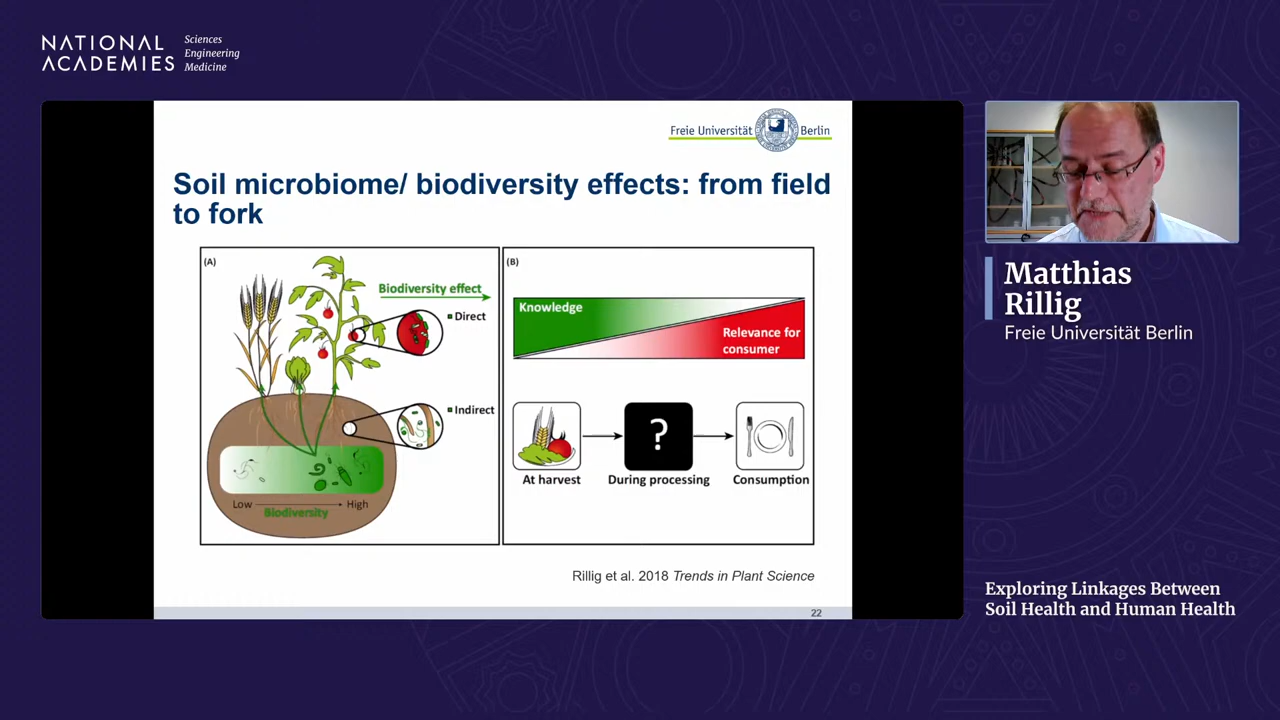 NATIONAL
ACADEMIES
Sciences
Engineering
Medicine
Freie Universität Berlin
Soil microbiome/ biodiversity effects: from field
to fork
(A)
Biodiversity effect
Direct
Indirect
Low
High
Biodiversity
(B)
Knowledge
Relevance for
consumer
?
At harvest
During processing
Consumption
Rillig et al. 2018 Trends in Plant Science
22
Matthias
Rillig
Freie Universität Berlin
Exploring Linkages Between
Soil Health and Human Health